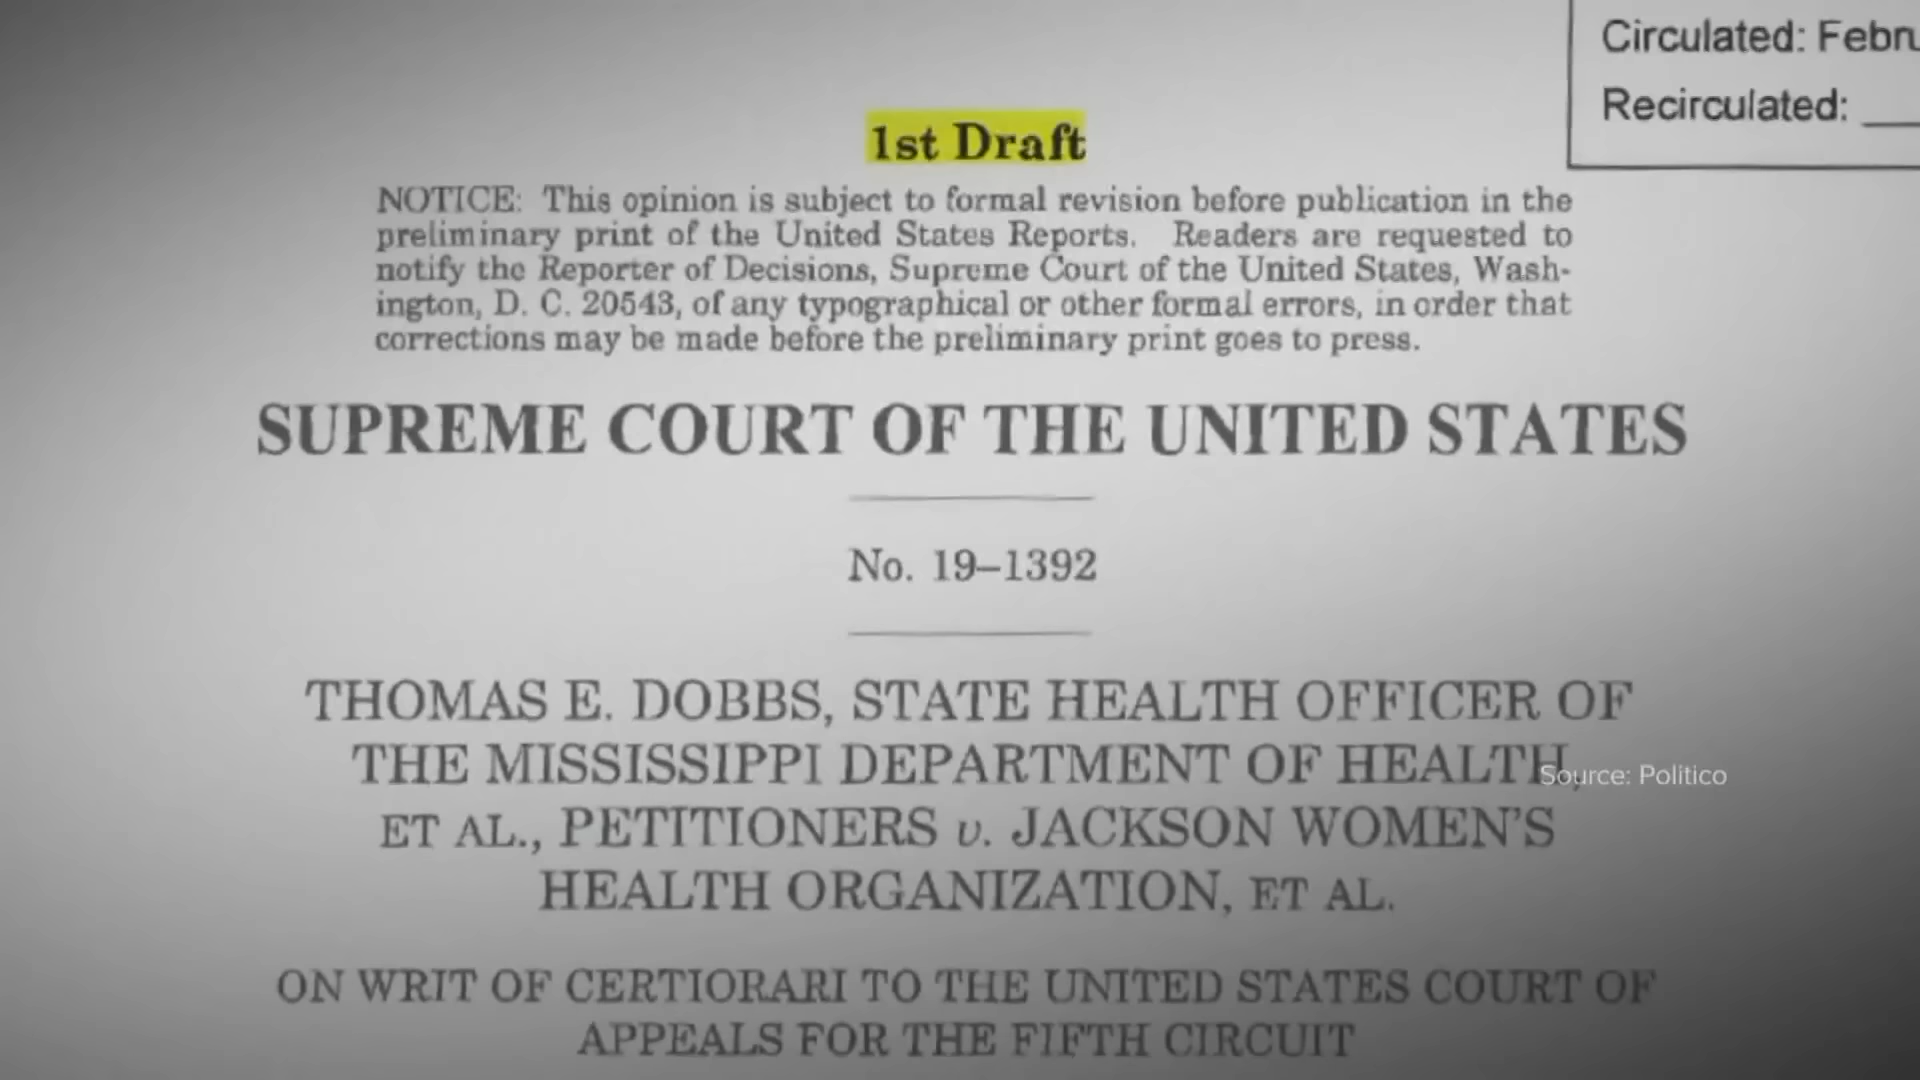 Circulated: Febru
Recirculated:
1st Draft
NOTICE: This opinion is subject to formal revision before publication in the
preliminary print of the United States Reports. Readers are requested to
notify the Reporter of Decisions, Supreme Court of the United States, Wash-
ington, D. C. 20543, of any typographical or other formal errors, in order that
corrections may be made before the preliminary print goes to press.
SUPREME COURT OF THE UNITED STATES
No. 19–1392
THOMAS E. DOBBS, STATE HEALTH OFFICER OF
THE MISSISSIPPI DEPARTMENT OF HEALTH,
Source: Politico
ET AL., PETITIONERS v. JACKSON WOMEN'S
HEALTH ORGANIZATION, ET AL.
ON WRIT OF CERTIORARI TO THE UNITED STATES COURT OF
APPEALS FOR THE FIFTH CIRCUIT